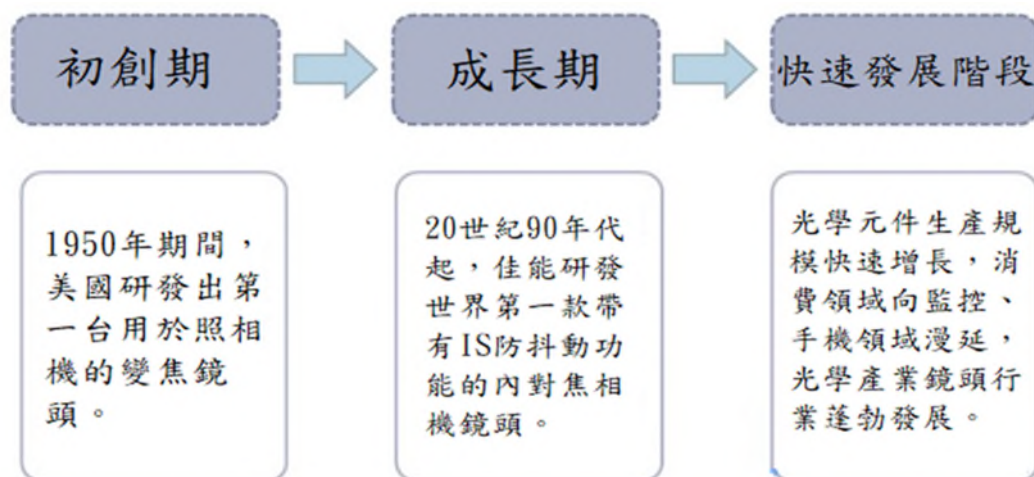 初創期
成長期
快速發展階段
1950年期間，
美國研發出第
一台用於照相
機的變焦鏡
頭。
20世紀90年代
起，佳能研發
世界第一款帶
有IS防抖動功
能的內對焦相
機鏡頭。
光學元件生產規
模快速增長，消
費領域向監控、
手機領域漫延，
光學產業鏡頭行
業蓬勃發展。